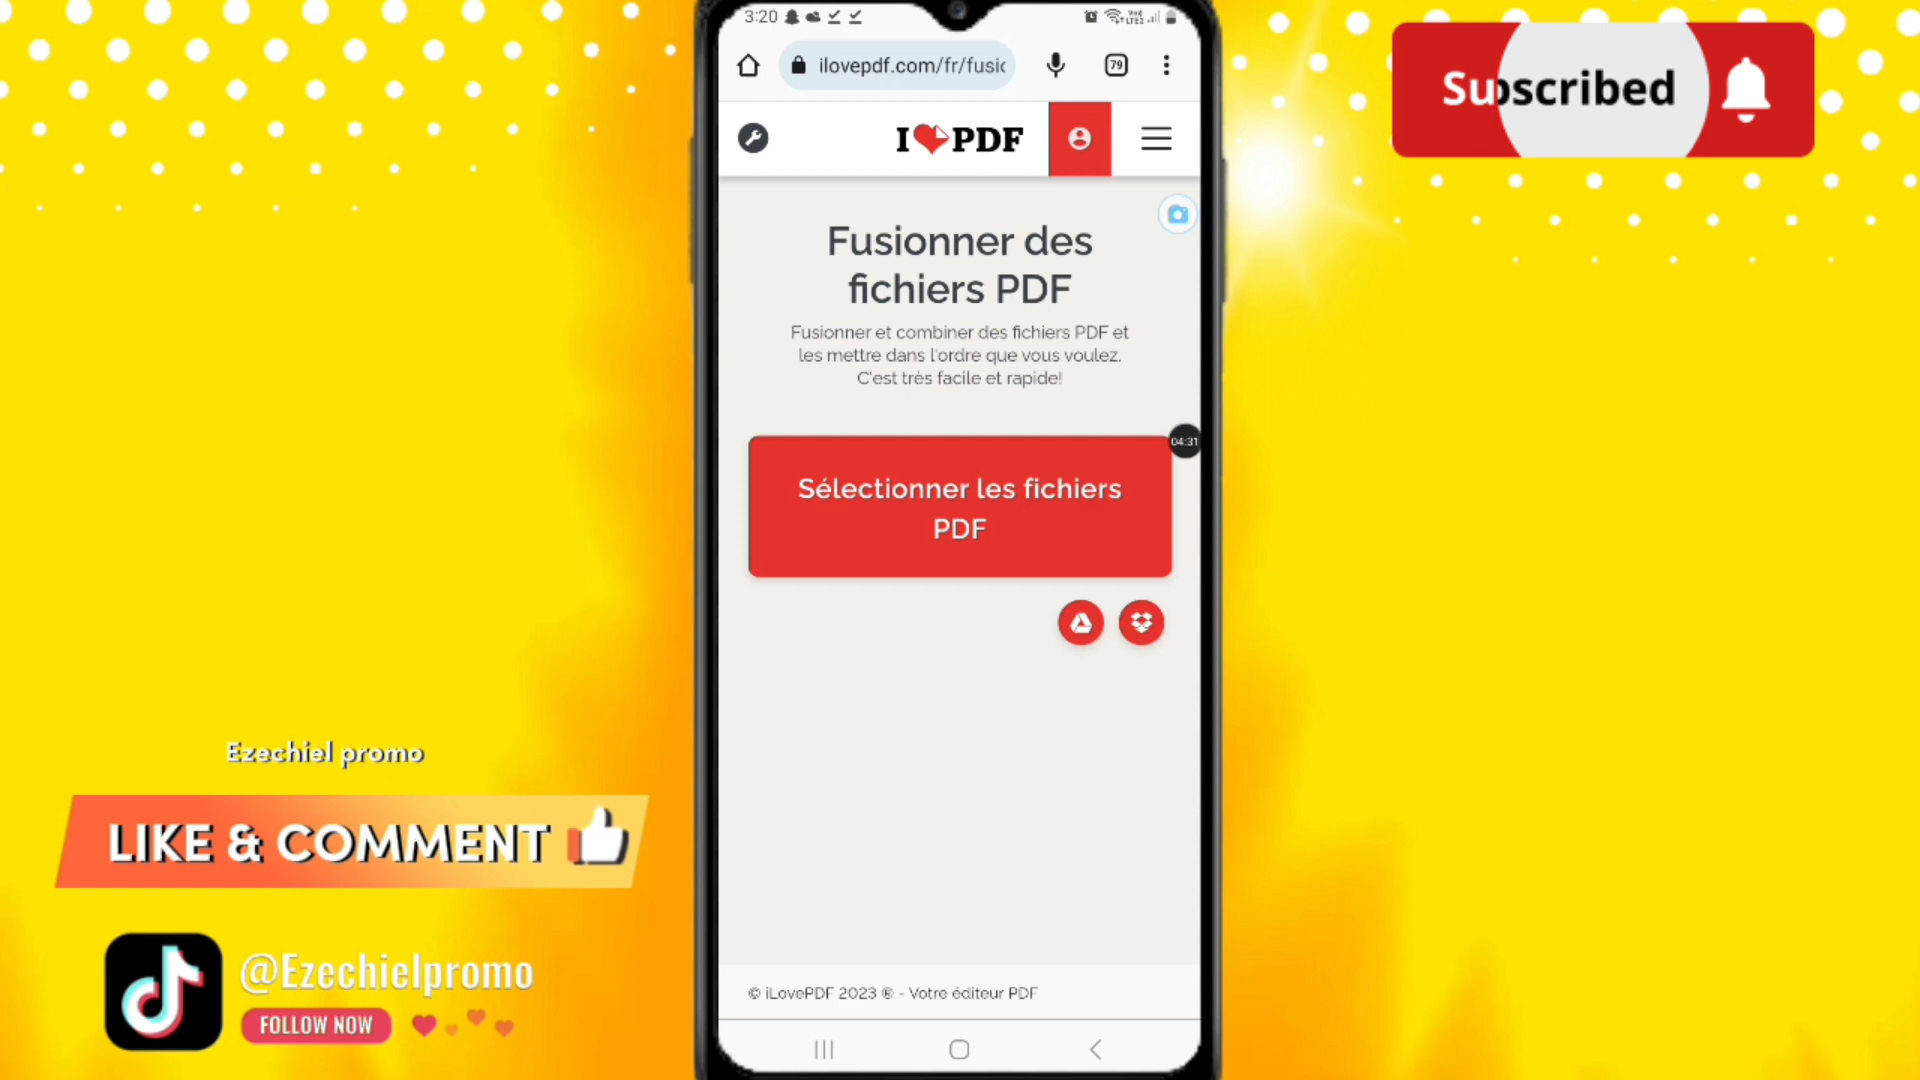 3:20
ilovepdf.com/fr/fusic
79
I PDF
Fusionner des
fichiers PDF
Fusionner et combiner des fichiers PDF et
les mettre dans l'ordre que vous voulez.
C'est très facile et rapide!
04:31
Sélectionner les fichiers
PDF
© iLovePDF 2023 ® - Votre éditeur PDF
Subscribed
Ezechiel promo
LIKE & COMMENT
@Ezechielpromo
FOLLOW NOW